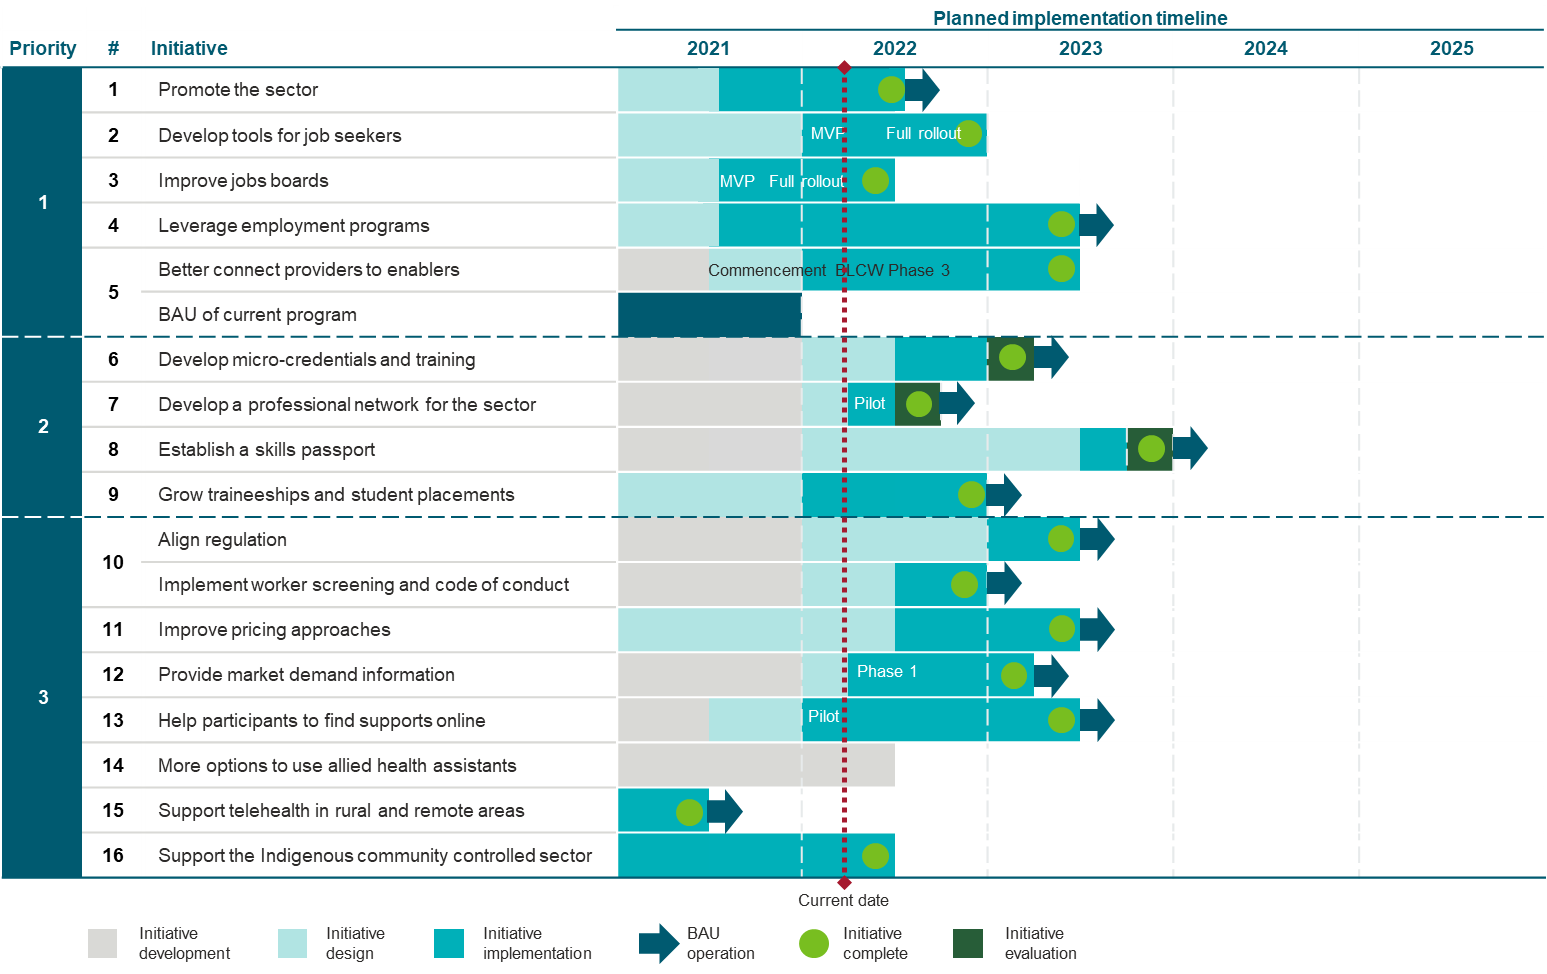 Planned implementation timeline
Priority # Initiative 2021 2022 2023 2024 2025
1
1 Promote the sector
2 Develop tools for job seekers MVP Full rollout
3 Improve jobs boards MVP Full rollout
4 Leverage employment programs
5
Better connect providers to enablers Commencement BLCW Phase 3
BAU of current program
2
6 Develop micro-credentials and training
7 Develop a professional network for the sector Pilot
8 Establish a skills passport
9 Grow traineeships and student placements
3
10
Align regulation
Implement worker screening and code of conduct
11 Improve pricing approaches
12 Provide market demand information Phase 1
13 Help participants to find supports online Pilot
14 More options to use allied health assistants
15 Support telehealth in rural and remote areas
16 Support the Indigenous community controlled sector
Current date
Initiative
development
Initiative
design
Initiative
implementation
BAU
operation
Initiative
complete
Initiative
evaluation